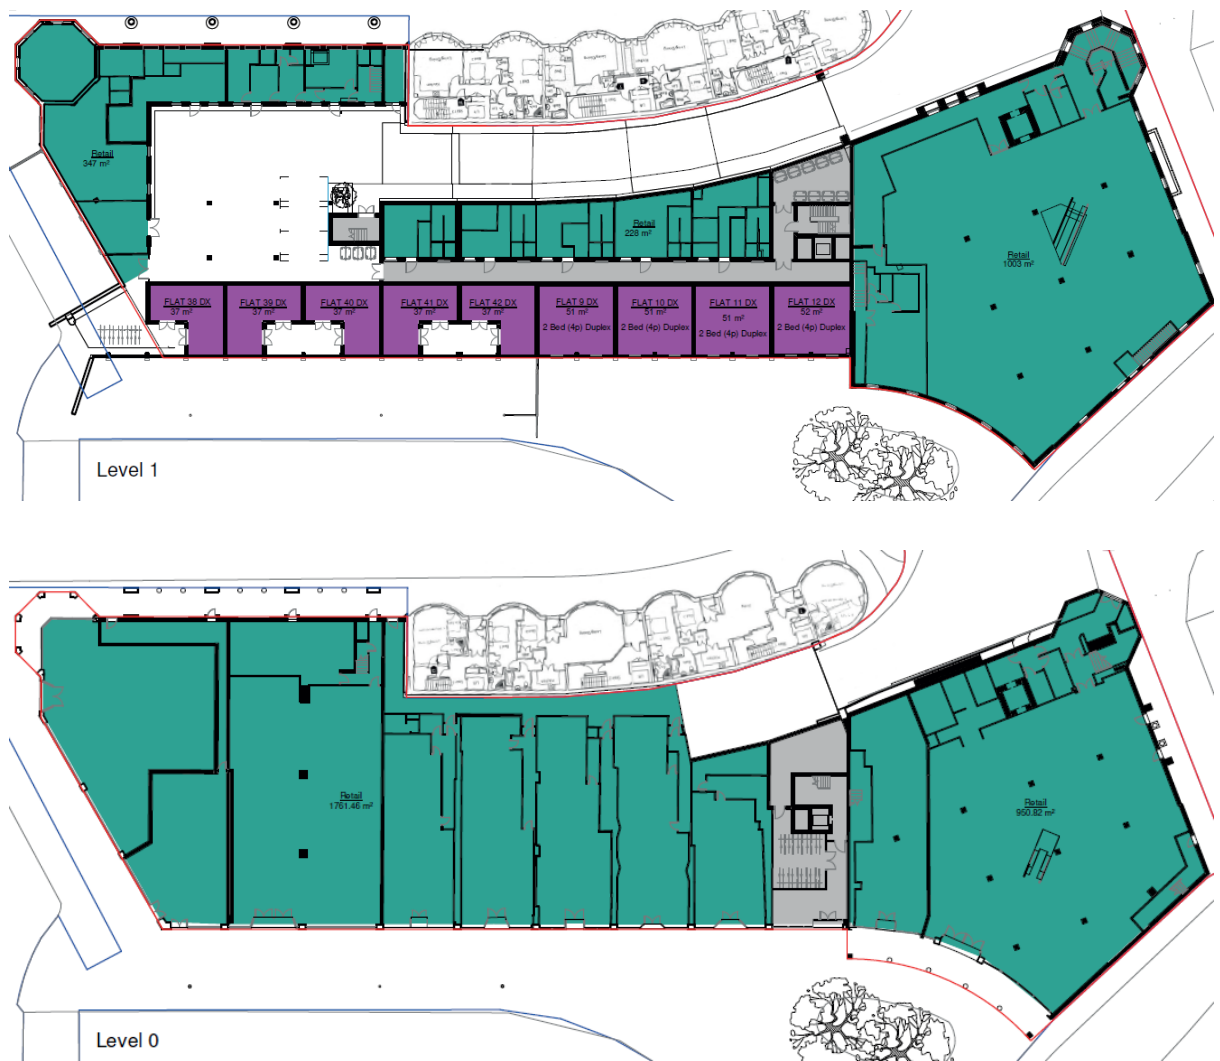 Retail
347 m²
Retail
228 m²
Retail
1003 m²
FLAT 38 DX
37 m²
FLAT 39 DX
37 m²
FLAT 40 DX
37 m²
FLAT 41 DX
37 m²
FLAT 42 DX
37 m²
FLAT 9 DX
51 m²
2 Bed (4p) Duplex
FLAT 10 DX
51 m²
2 Bed (4p) Duplex
FLAT 11 DX
51 m²
2 Bed (4p) Duplex
FLAT 12 DX
52 m²
2 Bed (4p) Duplex
Level 1
Retail
1761.46 m²
Retail
950.82 m²
Level 0